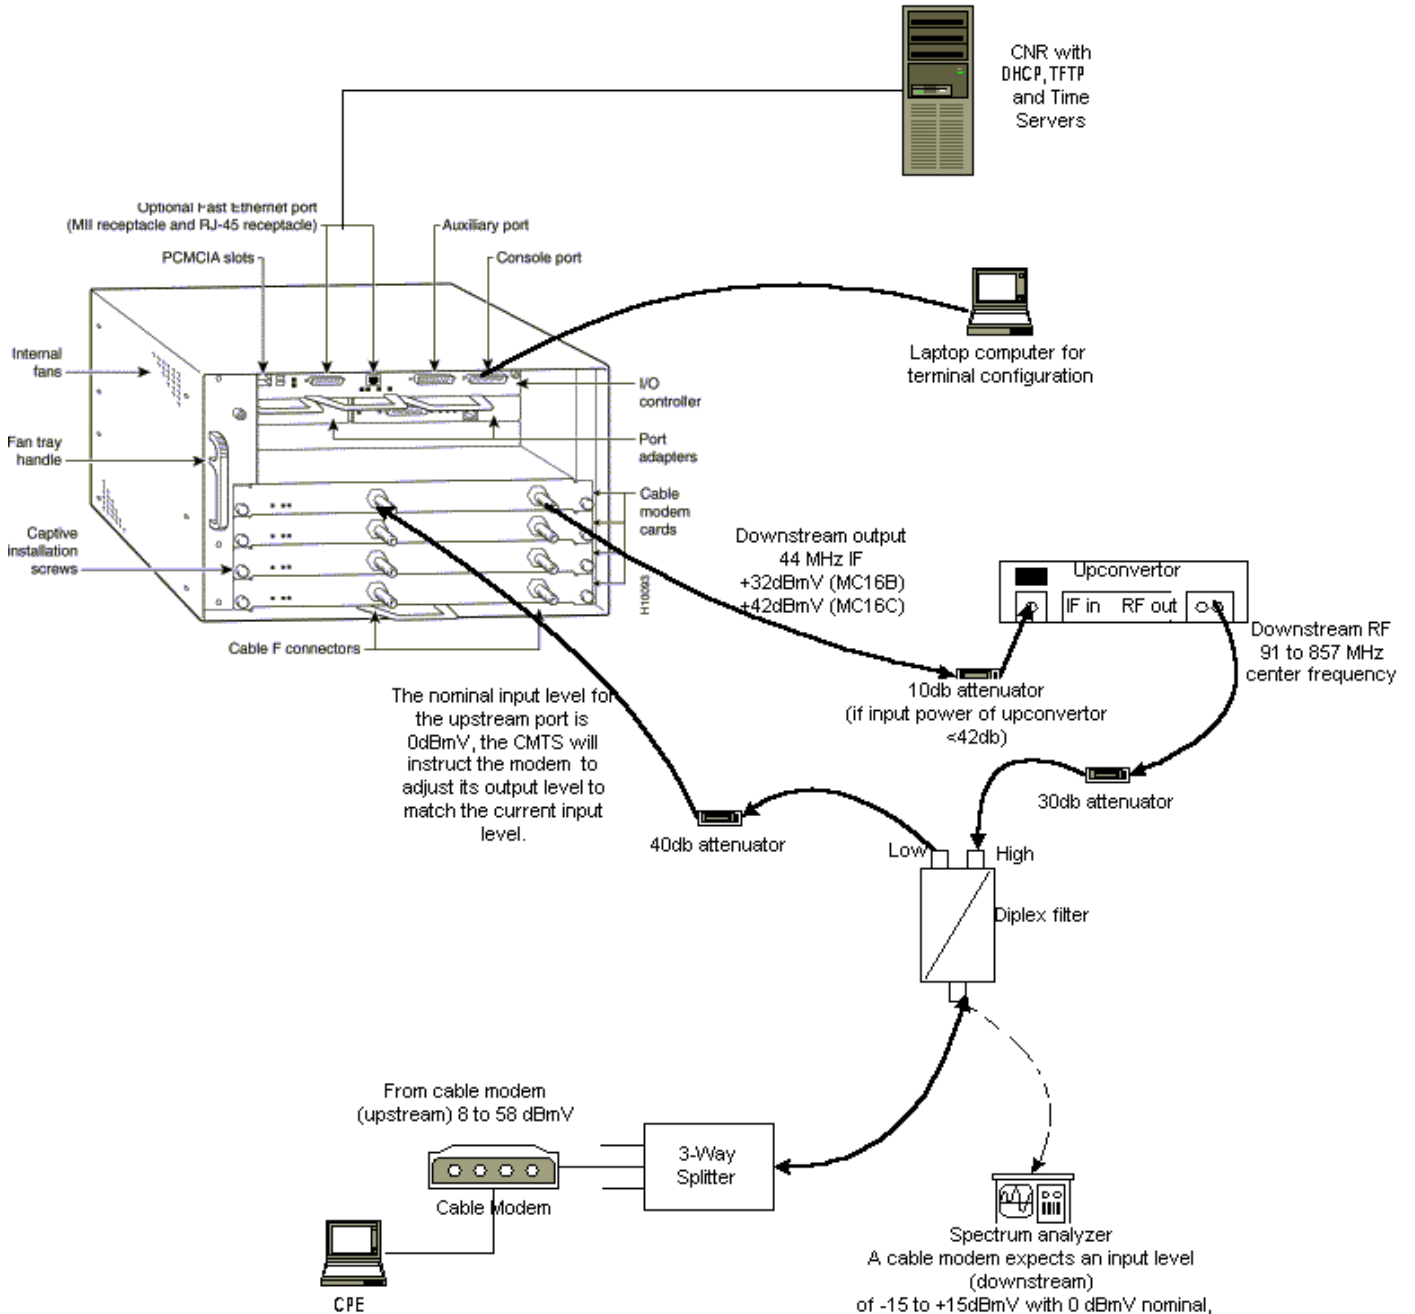 CNR with
DHCP,TFTP
and Time
Servers
Optional Fast Ethernet port
(MII receptacle and RJ-45 receptacle)
Auxiliary port
PCMCIA slots
Console port
Laptop computer for
terminal configuration
Internal
fans
I/O
controller
Fan tray
handle
Port
adapters
Cable
modem
cards
Captive
installation
screws
H10093
Cable F connectors
Downstream output
44 MHz IF
+32dBmV (MC16B)
+42dBmV (MC16C)
Upconvertor
IF in RF out
Downstream RF
91 to 857 MHz
center frequency
10db attenuator
(if input power of upconvertor
<42db)
The nominal input level for
the upstream port is
0dBmV, the CMTS will
instruct the modem to
adjust its output level to
match the current input
level.
30db attenuator
40db attenuator
Low
High
Diplex filter
From cable modem
(upstream) 8 to 58 dBmV
3-Way
Splitter
Cable Modem
CPE
Spectrum analyzer
A cable modem expects an input level
(downstream)
of -15 to +15dBmV with 0 dBmV nominal,